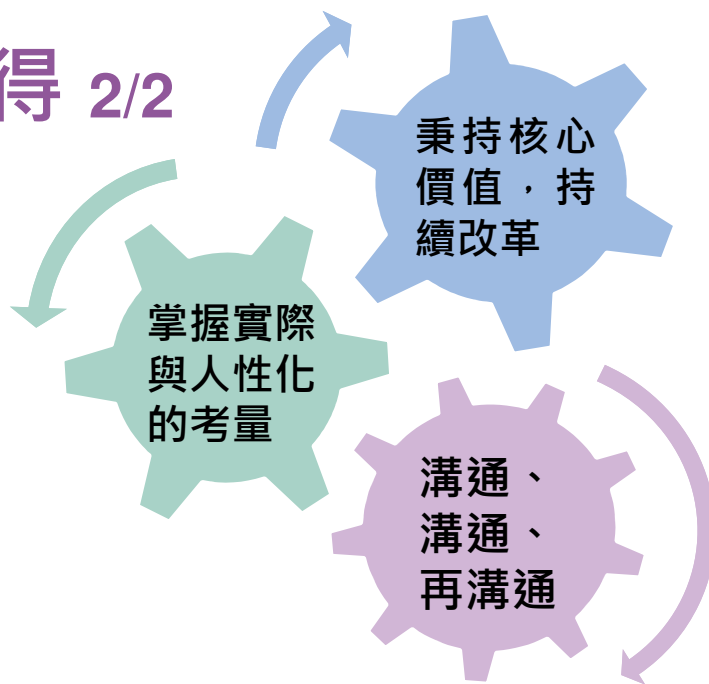 得 2/2
秉持核心
價值，持
續改革
掌握實際
與人性化
的考量
溝通、
溝通、
再溝通